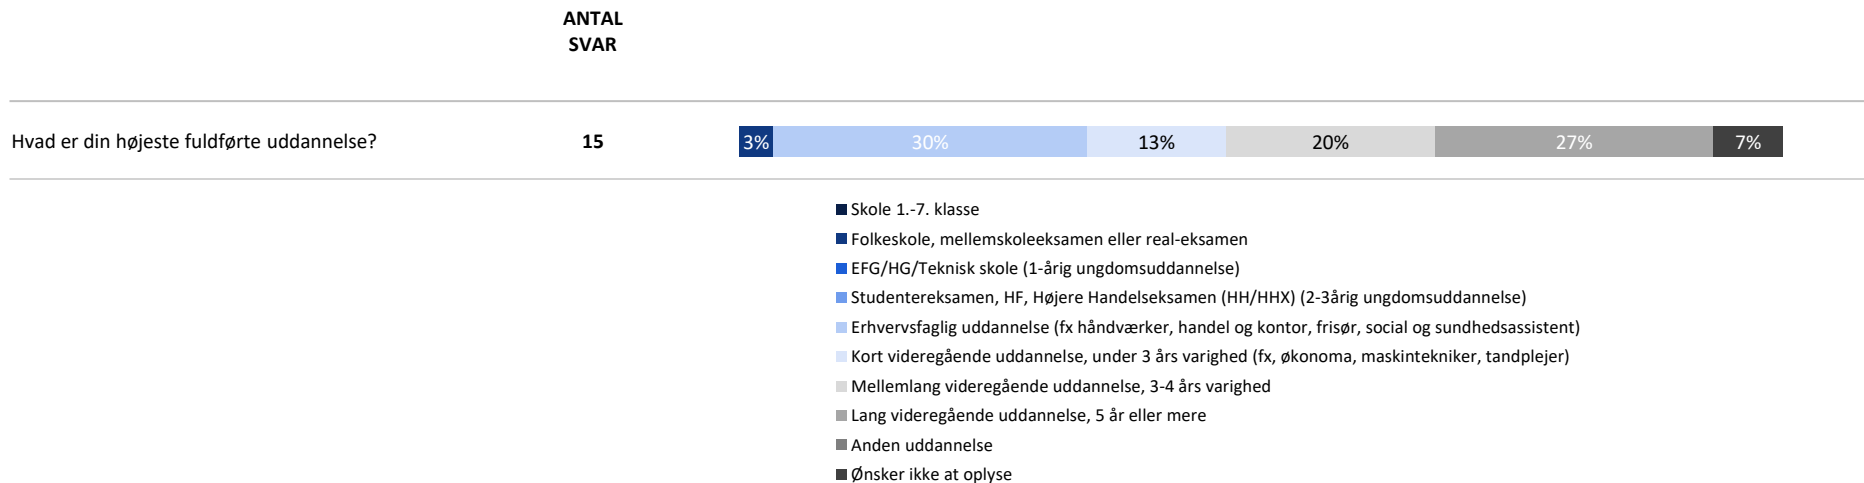 ANTAL
SVAR
Hvad er din højeste fuldførte uddannelse? 15 3% 30% 13% 20% 27% 7%
Skole 1.-7. klasse
Folkeskole, mellemskoleeksamen eller real-eksamen
EFG/HG/Teknisk skole (1-årig ungdomsuddannelse)
Studentereksamen, HF, Højere Handelseksamen (HH/HHX) (2-3årig ungdomsuddannelse)
Erhvervsfaglig uddannelse (fx håndværker, handel og kontor, frisør, social og sundhedsassistent)
Kort videregående uddannelse, under 3 års varighed (fx, økonoma, maskintekniker, tandplejer)
Mellemlang videregående uddannelse, 3-4 års varighed
Lang videregående uddannelse, 5 år eller mere
Anden uddannelse
Ønsker ikke at oplyse